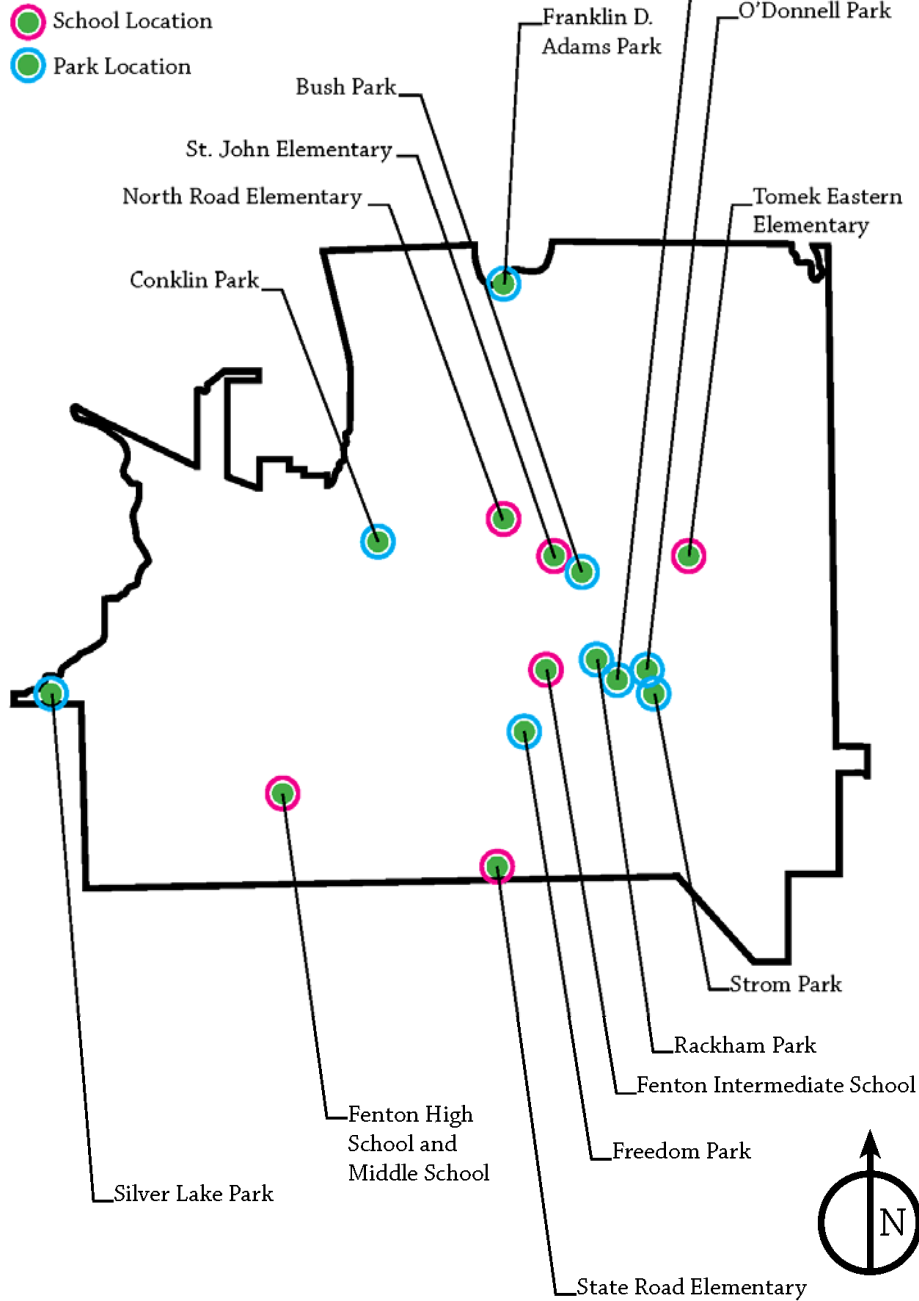 School Location
Park Location
Franklin D.
Adams Park
O'Donnell Park
Bush Park
St. John Elementary
North Road Elementary
Tomek Eastern
Elementary
Conklin Park
Strom Park
Rackham Park
Fenton Intermediate School
Fenton High
School and
Middle School
Freedom Park
Silver Lake Park
N
State Road Elementary